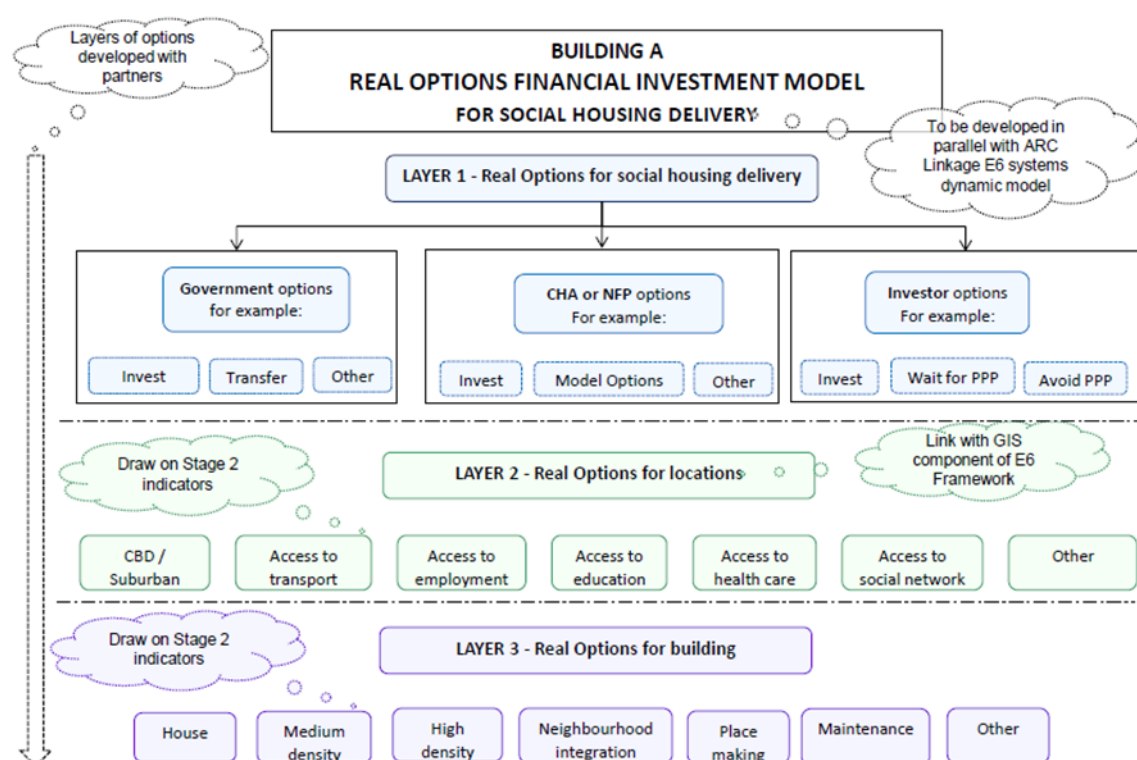 Layers of options
developed with
partners
BUILDING A
REAL OPTIONS FINANCIAL INVESTMENT MODEL
FOR SOCIAL HOUSING DELIVERY
To be developed in
parallel with ARC
Linkage E6 systems
dynamic model
LAYER 1 - Real Options for social housing delivery
Government options
for example:
Invest
Transfer
Other
CHA or NFP options
For example:
Invest
Model Options
Other
Investor options
For example:
Invest
Wait for PPP
Avoid PPP
Draw on Stage 2
indicators
LAYER 2 - Real Options for locations
Link with GIS
component of E6
Framework
CBD /
Suburban
Access to
transport
Access to
employment
Access to
education
Access to
health care
Access to
social network
Other
Draw on Stage 2
indicators
LAYER 3 - Real Options for building
House
Medium
density
High
density
Neighbourhood
integration
Place
making
Maintenance
Other